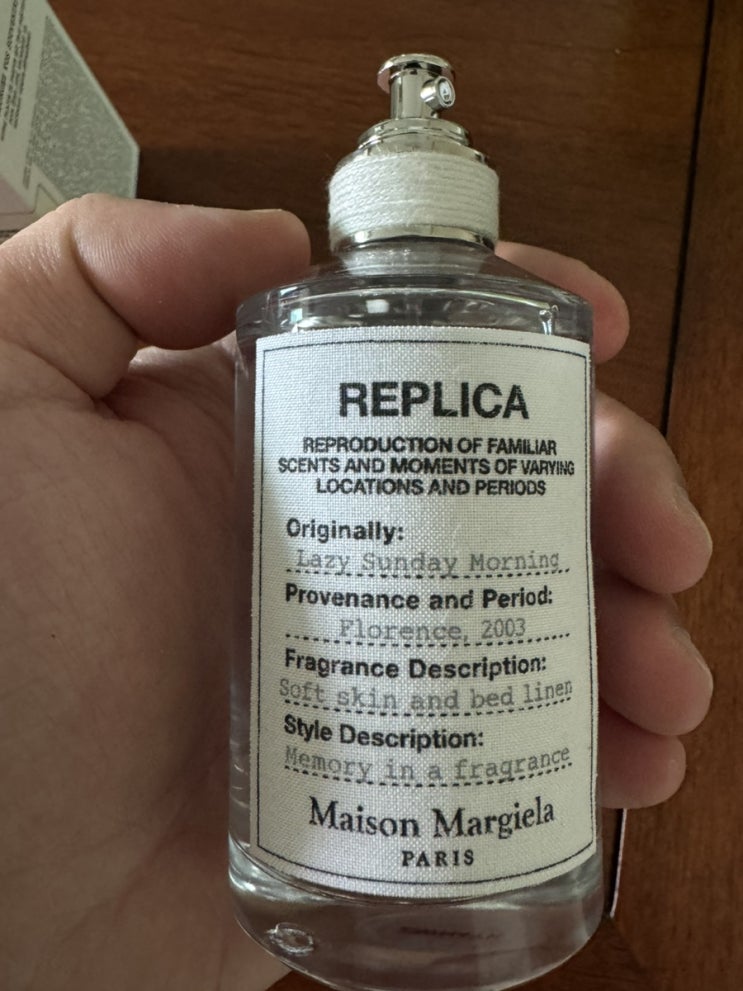 REPLICA
REPRODUCTION OF FAMILIAR
SCENTS AND MOMENTS OF VARYING
LOCATIONS AND PERIODS
Originally:
Lazy Sunday Morning
Provenance and Period:
Florence, 2003
Fragrance Description:
Soft skin and bed linen
Style Description:
Memory in a fragrance
Maison Margiela
PARIS